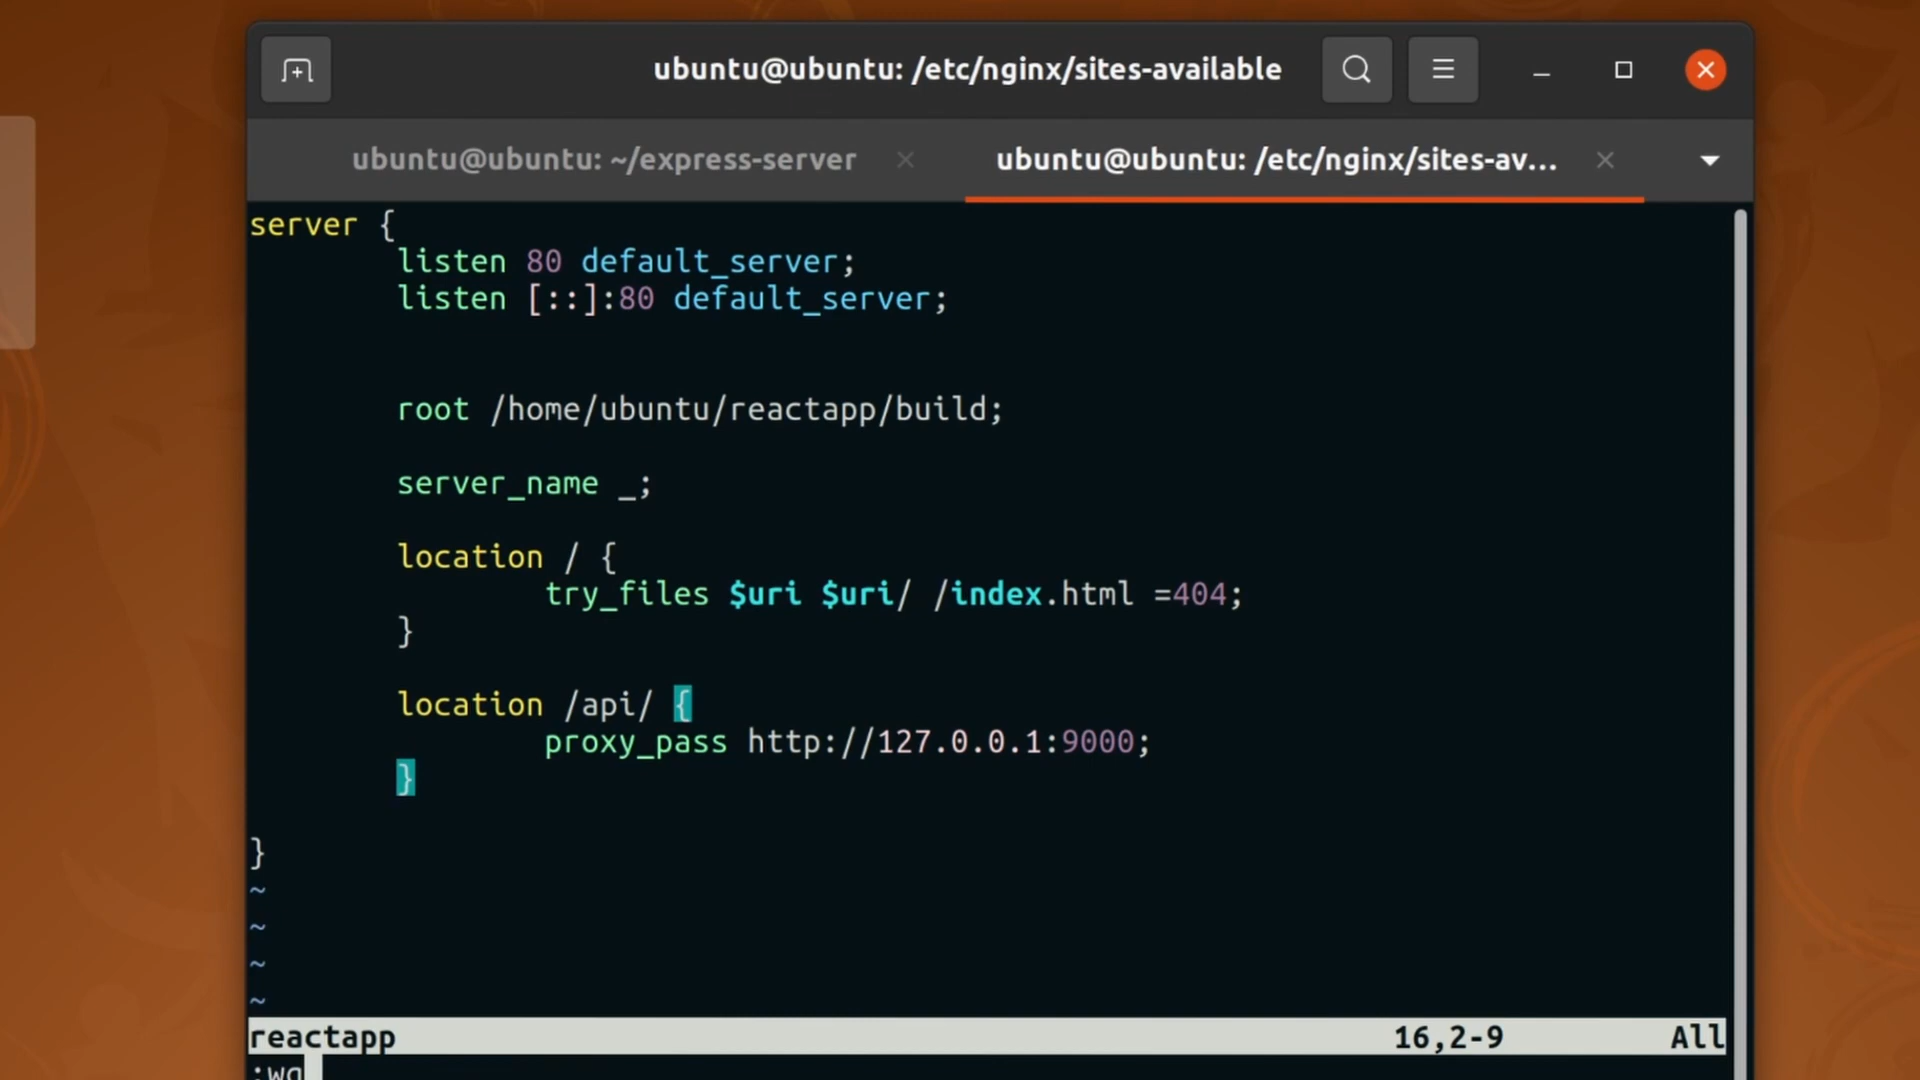 ubuntu@ubuntu: /etc/nginx/sites-available
ubuntu@ubuntu: ~/express-server
ubuntu@ubuntu: /etc/nginx/sites-av...
server {
listen 80 default_server;
listen [::]:80 default_server;
root /home/ubuntu/reactapp/build;
server_name _;
location / {
try_files $uri $uri/ /index.html =404;
}
location /api/ {
proxy_pass http://127.0.0.1:9000;
}
}
~
~
~
~
reactapp 16,2-9 All
:wq